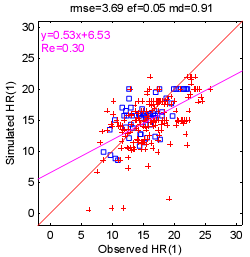 rmse=3.69 ef=0.05 md=0.91
y=0.53x+6.53
Re=0.30
30
25
20
15
10
5
0
Simulated HR(1)
0 5 10 15 20 25 30
Observed HR(1)